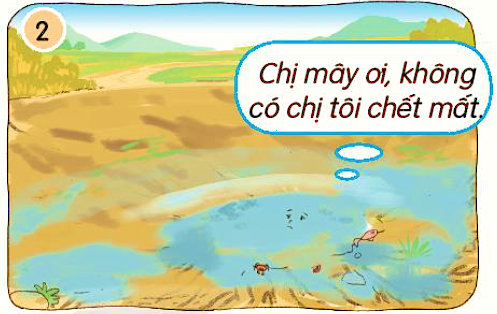 2
Chị mây ơi, không
có chị tôi chết mất.